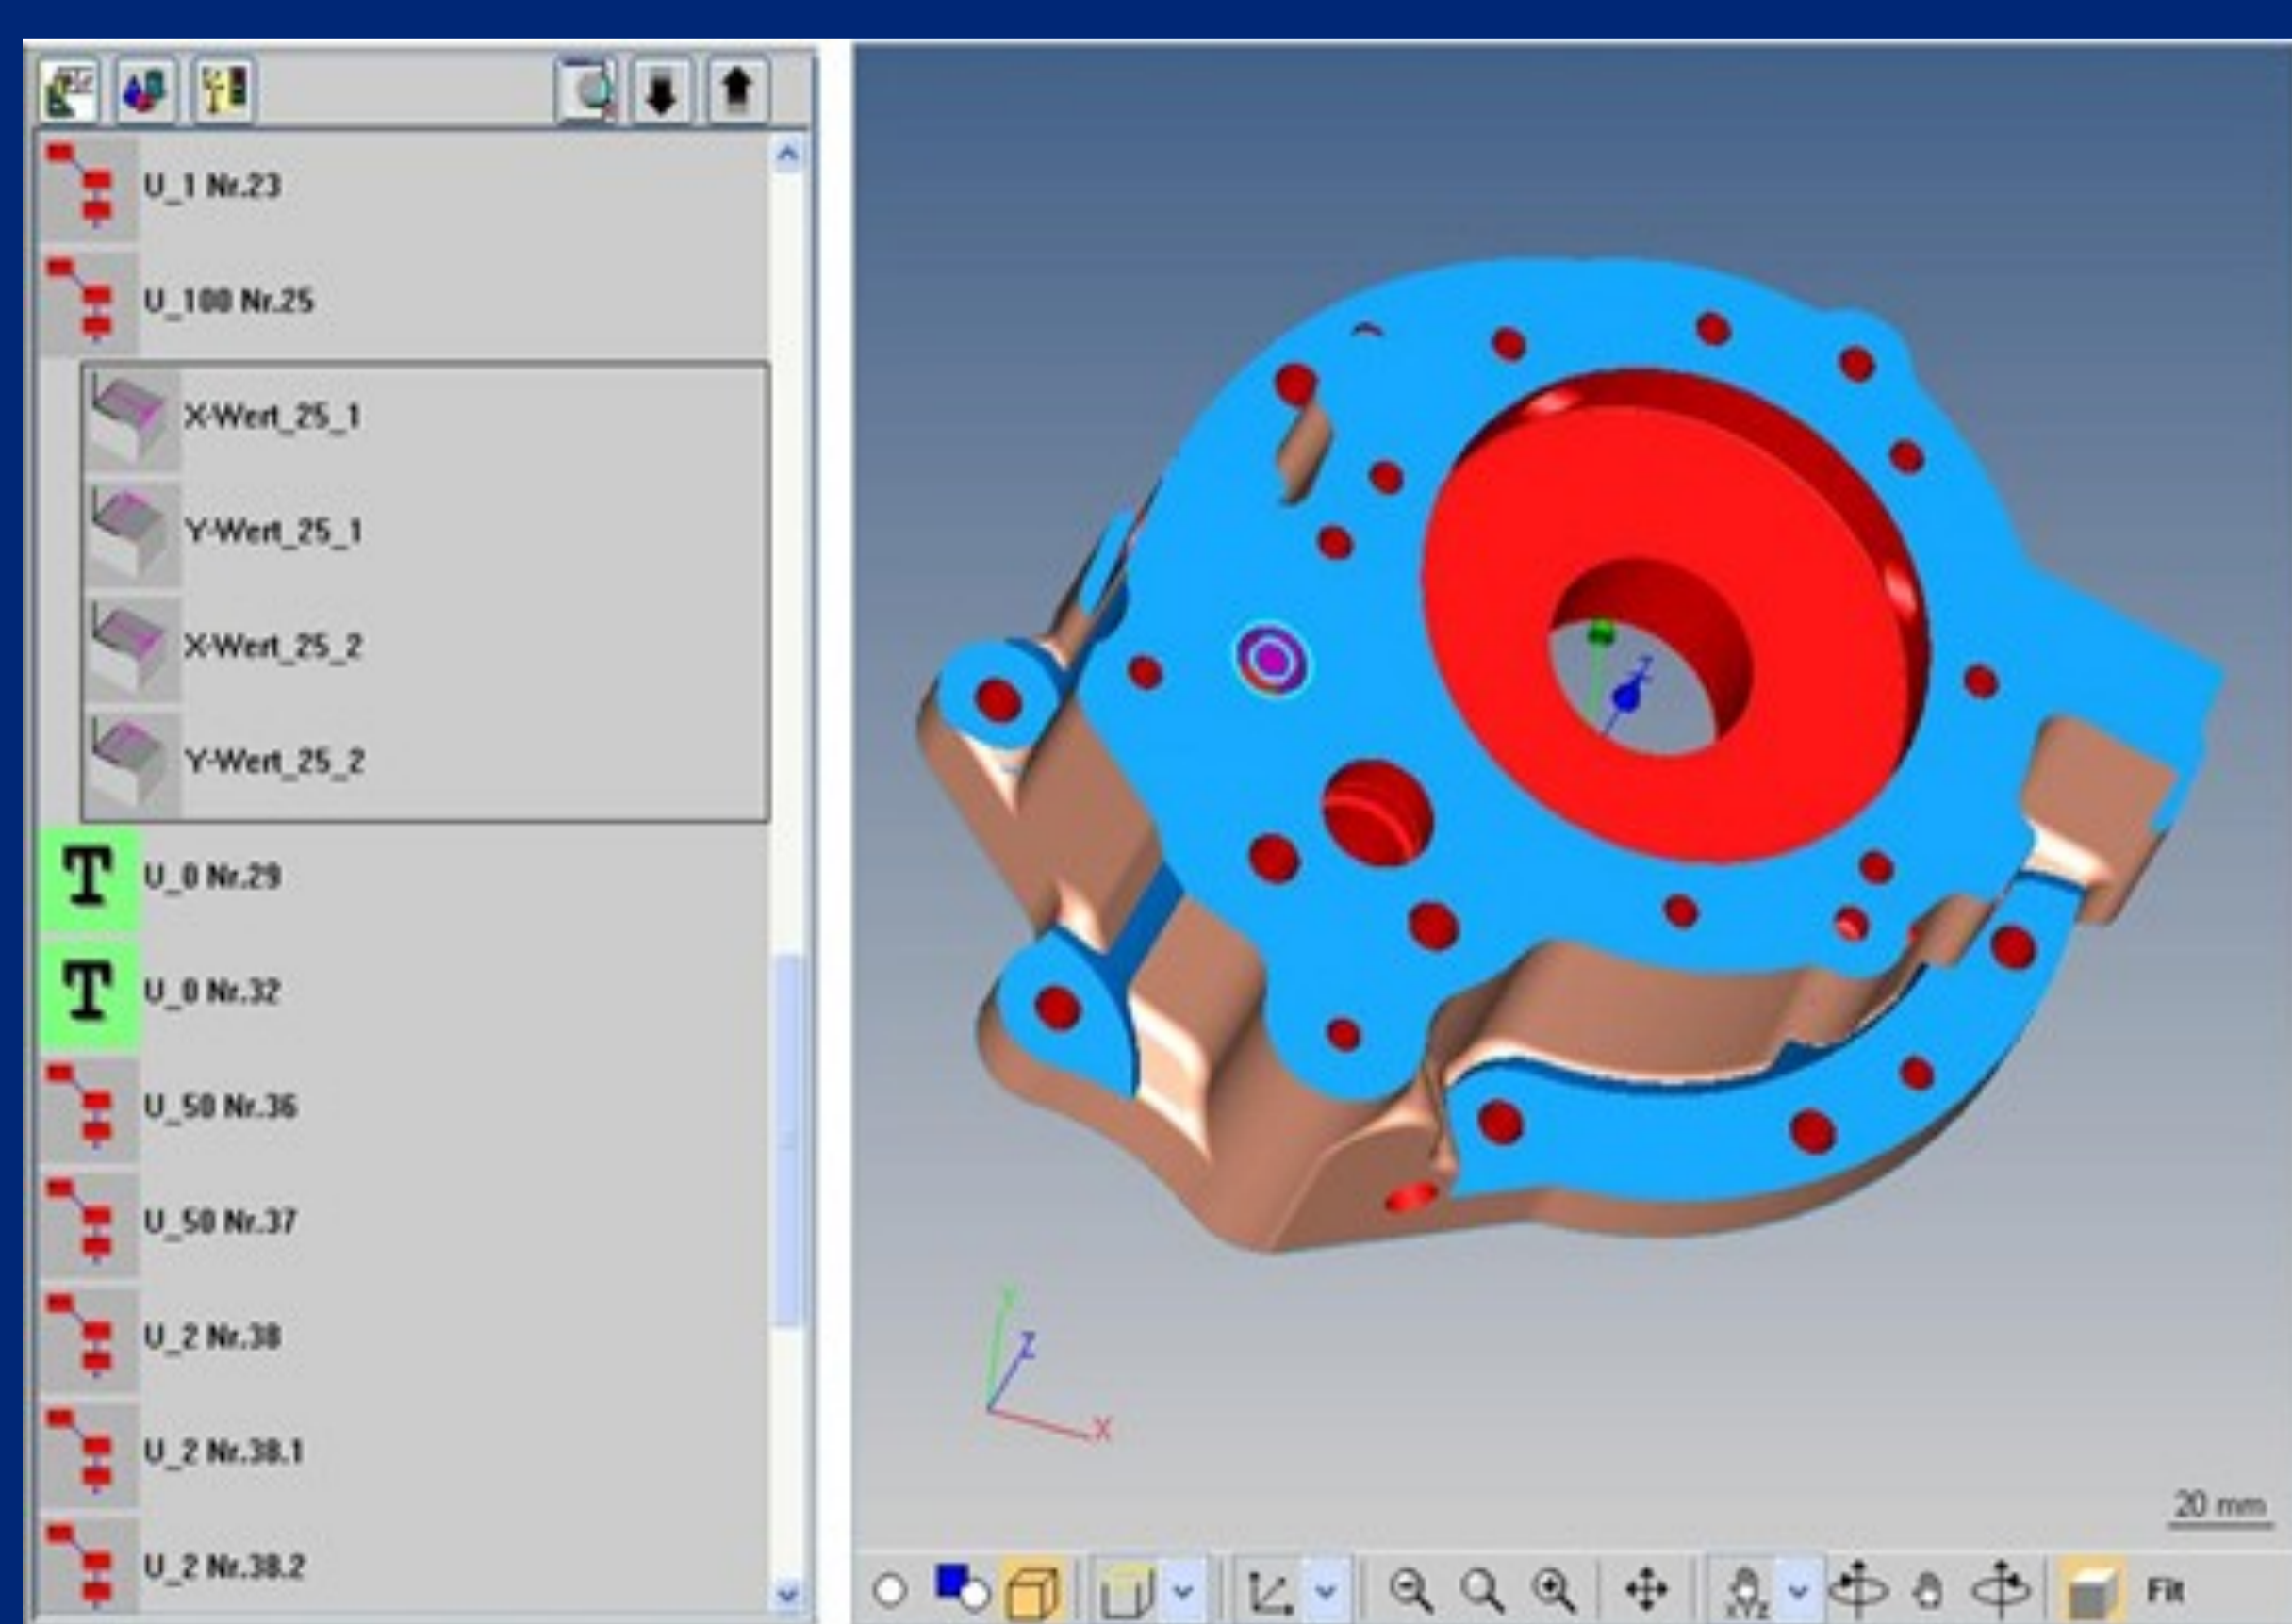 U_1 Nr.23
U_100 Nr.25
X-Wert_25_1
Y-Wert_25_1
X-Wert_25_2
Y-Wert_25_2
T U_0 Nr.29
T U_0 Nr.32
U_50 Nr.36
U_50 Nr.37
U_2 Nr.38
U_2 Nr.38.1
U_2 Nr.38.2
Z
Y
Z
X
20 mm
XYZ
Fit